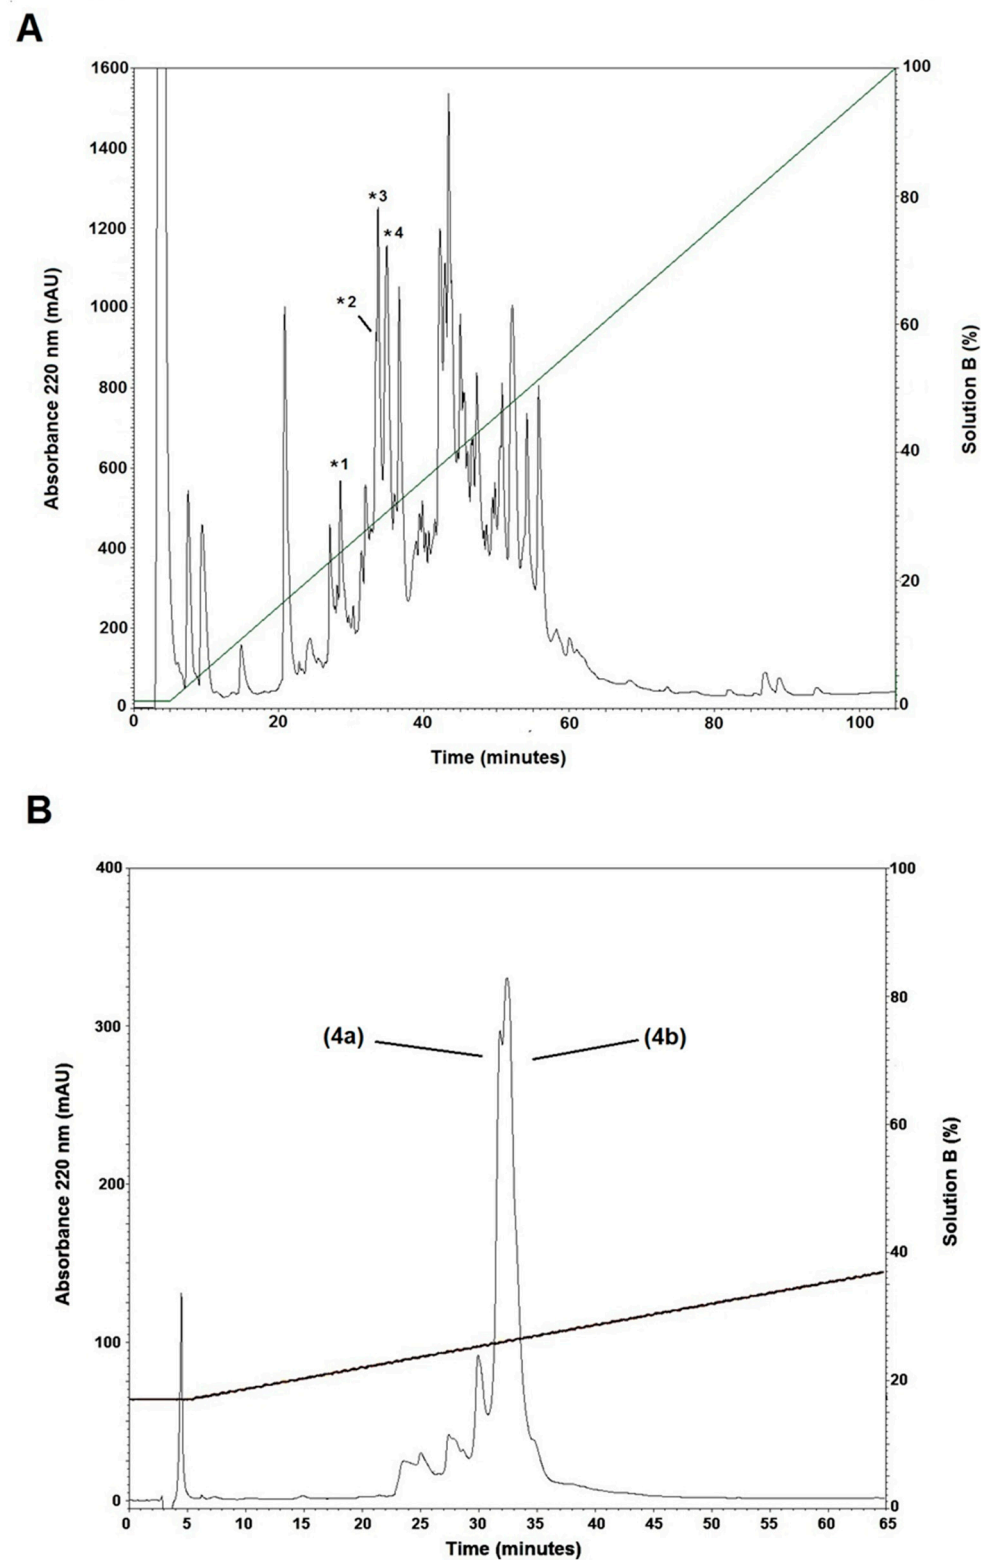 A
1600
1400
1200
1000
800
600
400
200
0
100
80
60
40
20
0
*3
*4
*2
*1
0 20 40 60 80 100
Absorbance 220 nm (mAU)
Solution B (%)
Time (minutes)
B
400
300
200
100
0
100
80
60
40
20
0
(4a) (4b)
0 5 10 15 20 25 30 35 40 45 50 55 60 65
Absorbance 220 nm (mAU)
Solution B (%)
Time (minutes)